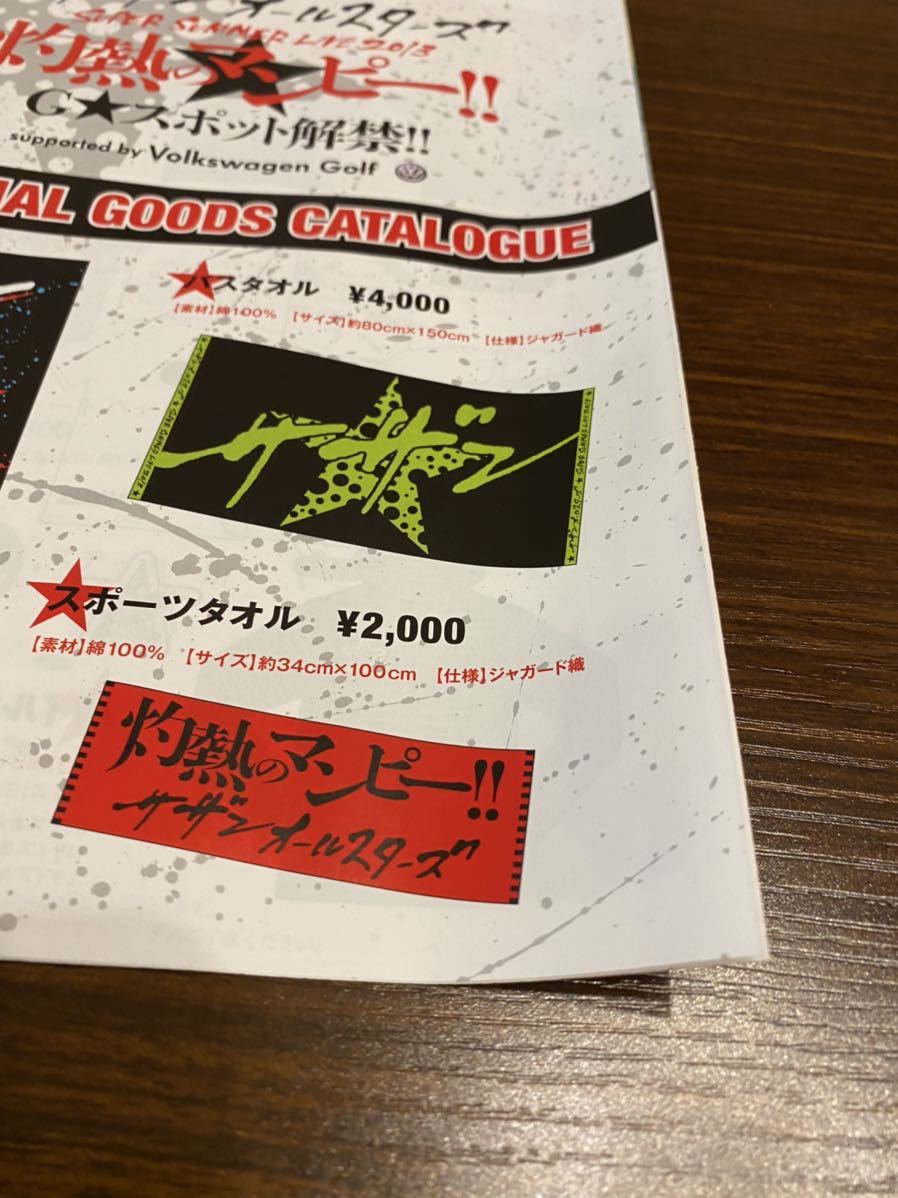 オールスターズ
SUPER SUMMER LIVE 2013
灼熱のマンピー!!
G★スポット解禁!!
supported by Volkswagen Golf
GOODS CATALOGUE
バスタオル ¥4,000
【素材】綿100% 【サイズ】約80cm×150cm 【仕様】ジャガード織
サザン
スポーツタオル ¥2,000
【素材】綿100% 【サイズ】約34cm×100cm 【仕様】ジャガード織
灼熱のマンピー!!
サザンオールスターズ